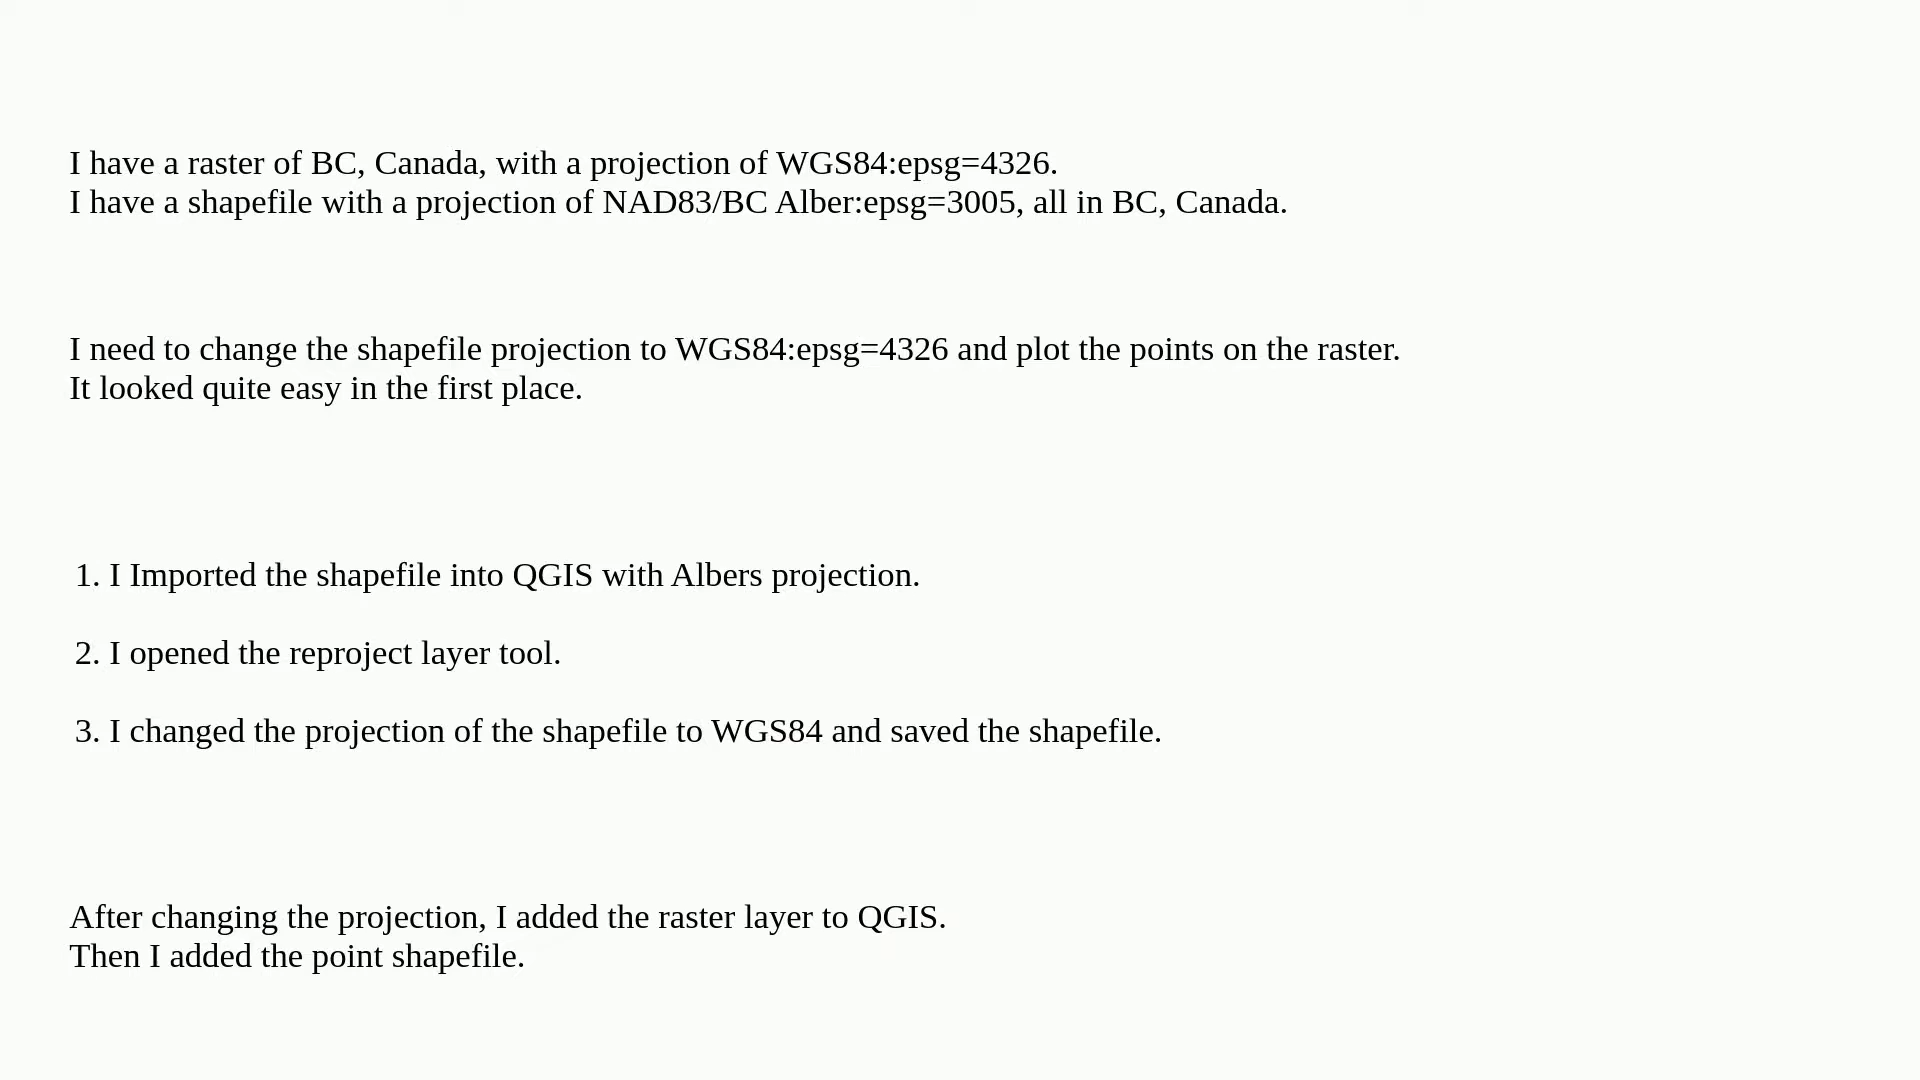 I have a raster of BC, Canada, with a projection of WGS84:epsg=4326.
I have a shapefile with a projection of NAD83/BC Alber:epsg=3005, all in BC, Canada.
I need to change the shapefile projection to WGS84:epsg=4326 and plot the points on the raster.
It looked quite easy in the first place.
1. I Imported the shapefile into QGIS with Albers projection.
2. I opened the reproject layer tool.
3. I changed the projection of the shapefile to WGS84 and saved the shapefile.
After changing the projection, I added the raster layer to QGIS.
Then I added the point shapefile.